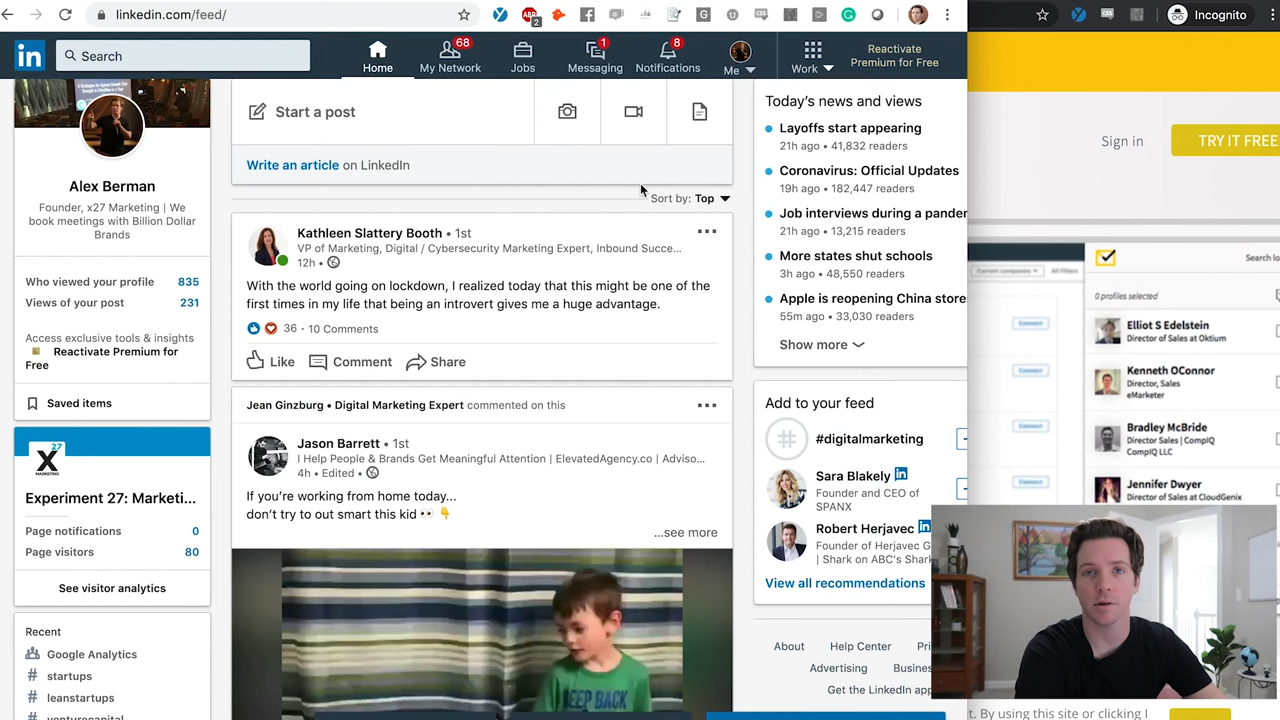 linkedin.com/feed/
2
Incognito
in
Search
Home
68
My Network
Jobs
1
Messaging
8
Notifications
Me
Work
Reactivate
Premium for Free
Alex Berman
Founder, x27 Marketing | We
book meetings with Billion Dollar
Brands
Who viewed your profile 835
Views of your post 231
Access exclusive tools & insights
Reactivate Premium for
Free
Saved items
27
X
MARKETING
Experiment 27: Marketi...
Page notifications 0
Page visitors 80
See visitor analytics
Recent
Google Analytics
# startups
# leanstartups
# venturecapital
Start a post
Write an article on LinkedIn
Sort by: Top
Kathleen Slattery Booth • 1st
VP of Marketing, Digital / Cybersecurity Marketing Expert, Inbound Succe...
12h •
With the world going on lockdown, I realized today that this might be one of the
first times in my life that being an introvert gives me a huge advantage.
36 · 10 Comments
Like Comment Share
Jean Ginzburg • Digital Marketing Expert commented on this
Jason Barrett • 1st
I Help People & Brands Get Meaningful Attention | ElevatedAgency.co | Adviso...
4h • Edited •
If you're working from home today...
don't try to out smart this kid 👀 👇
...see more
Today's news and views
Layoffs start appearing
21h ago • 41,832 readers
Coronavirus: Official Updates
19h ago • 182,447 readers
Job interviews during a pander
21h ago • 13,215 readers
More states shut schools
3h ago • 48,550 readers
Apple is reopening China store
55m ago • 33,030 readers
Show more
Add to your feed
#digitalmarketing
Sara Blakely in
Founder and CEO of
SPANX
Robert Herjavec in
Founder of Herjavec G
| Shark on ABC's Shark
View all recommendations
About Help Center Pri
Advertising Busines
Get the LinkedIn app
Sign in
TRY IT FREE
Search lo
0 profiles selected
Connect
Connect
Connect
Connect
Elliot S Edelstein
Director of Sales at Oktium
Kenneth OConnor
Director, Sales
eMarketer
Bradley McBride
Director Sales | CompIQ
CompIQ LLC
Jennifer Dwyer
Director of Sales at CloudGenix
t. By using this site or clicking I